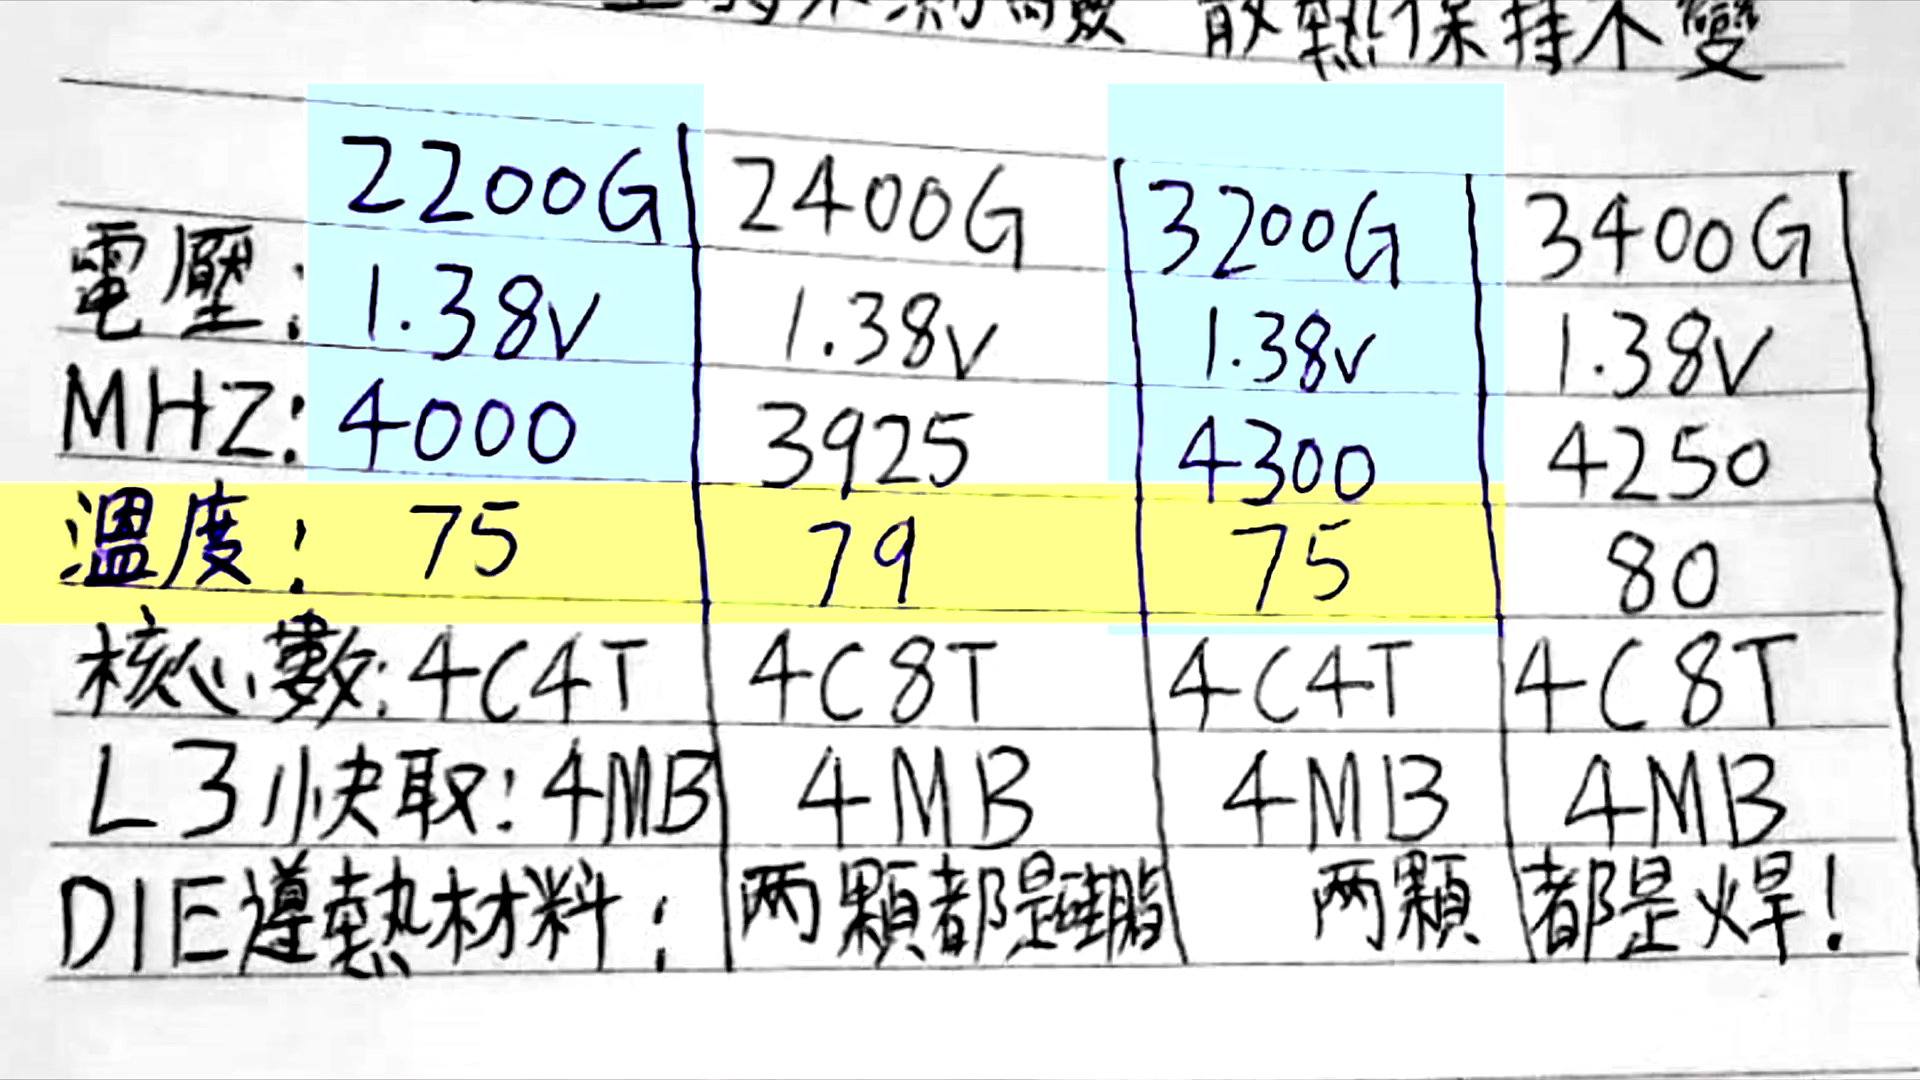 散熱保持不變
2200G 2400G 3200G 3400G
電壓: 1.38v 1.38v 1.38v 1.38v
MHZ: 4000 3925 4300 4250
溫度: 75 79 75 80
核心數: 4C4T 4C8T 4C4T 4C8T
L3快取: 4MB 4MB 4MB 4MB
DIE導熱材料: 两顆都是硅脂 两顆都是焊!